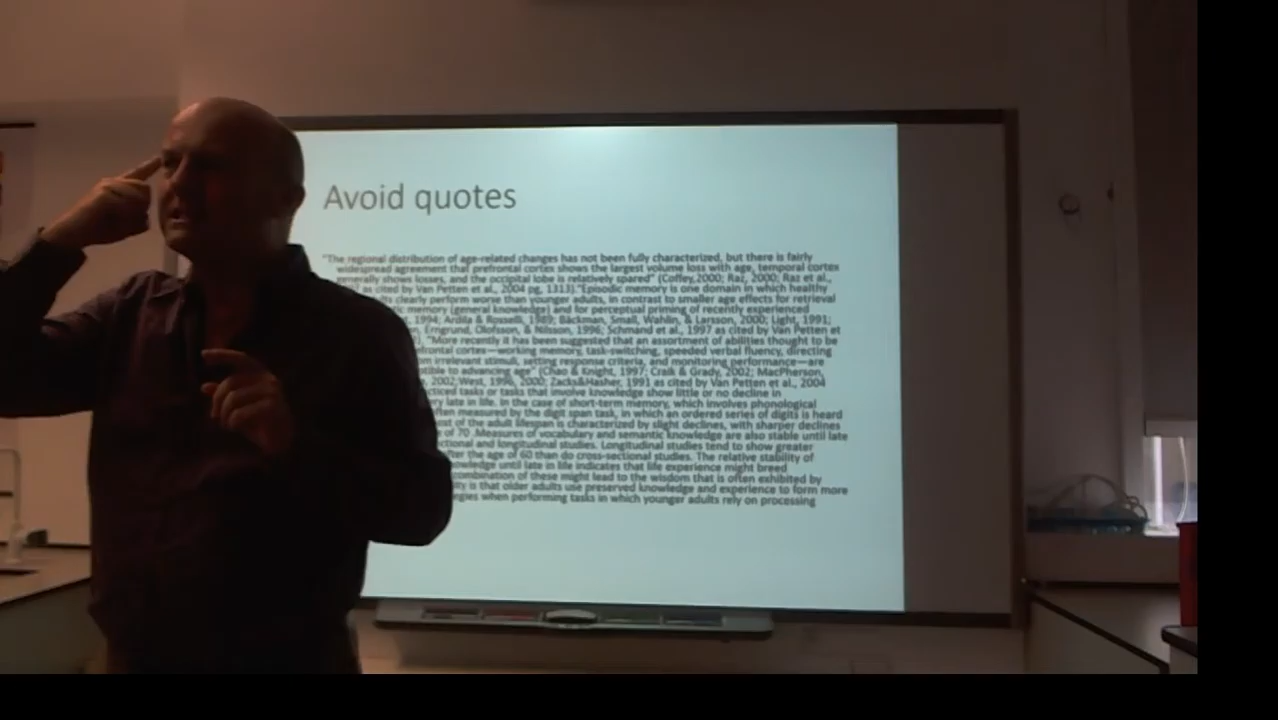 Avoid quotes
"The regional distribution of age-related changes has not been fully characterized, but there is fairly
widespread agreement that prefrontal cortex shows the largest volume loss with age, temporal cortex
generally shows losses, and the occipital lobe is relatively spared" (Coffey,2000; Raz, 2000; Raz et al.,
as cited by Van Petten et al., 2004 pg, 1313)."Episodic memory is one domain in which healthy
clearly perform worse than younger adults, in contrast to smaller age effects for retrieval
memory (general knowledge) and for perceptual priming of recently experienced
1994; Ardila & Rosselli, 1989; Bäckman, Small, Wahlin, & Larsson, 2000; Light, 1991;
Erngrund, Olofsson, & Nilsson, 1996; Schmand et al., 1997 as cited by Van Petten et
"More recently it has been suggested that an assortment of abilities thought to be
cortex—working memory, task-switching, speeded verbal fluency, directing
irrelevant stimuli, setting response criteria, and monitoring performance—are
to advancing age" (Chao & Knight, 1997; Craik & Grady, 2002; MacPherson,
2002;West, 1996, 2000; Zacks&Hasher, 1991 as cited by Van Petten et al., 2004
tasks or tasks that involve knowledge show little or no decline in
late in life. In the case of short-term memory, which involves phonological
measured by the digit span task, in which an ordered series of digits is heard
of the adult lifespan is characterized by slight declines, with sharper declines
of 70 .Measures of vocabulary and semantic knowledge are also stable until late
and longitudinal studies. Longitudinal studies tend to show greater
after the age of 60 than do cross-sectional studies. The relative stability of
knowledge until late in life indicates that life experience might breed
combination of these might lead to the wisdom that is often exhibited by
is that older adults use preserved knowledge and experience to form more
when performing tasks in which younger adults rely on processing